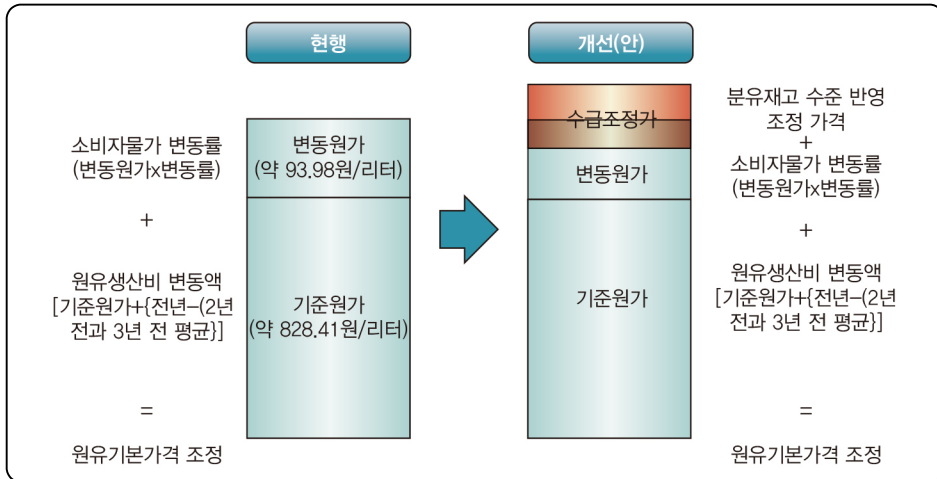 현행
소비자물가 변동률
(변동원가x변동률)
+
원유생산비 변동액
[기준원가+{전년-(2년
전과 3년 전 평균}]
=
원유기본가격 조정
변동원가
(약 93.98원/리터)
기준원가
(약 828.41원/리터)
개선(안)
수급조정가
변동원가
기준원가
분유재고 수준 반영
조정 가격
+
소비자물가 변동률
(변동원가x변동률)
+
원유생산비 변동액
[기준원가+{전년-(2년
전과 3년 전 평균}]
=
원유기본가격 조정